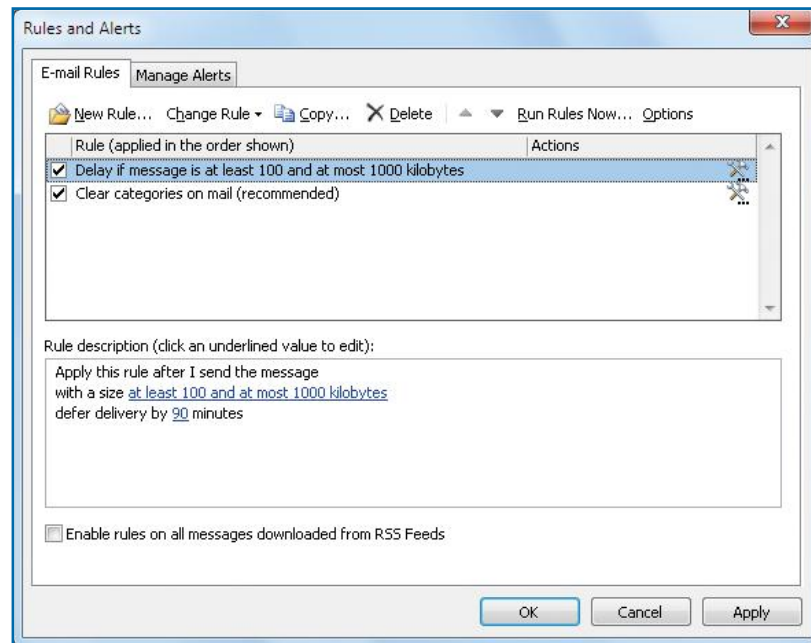 Rules and Alerts
E-mail Rules Manage Alerts
New Rule... Change Rule Copy... Delete Run Rules Now... Options
Rule (applied in the order shown) Actions
Delay if message is at least 100 and at most 1000 kilobytes
Clear categories on mail (recommended)
Rule description (click an underlined value to edit):
Apply this rule after I send the message
with a size at least 100 and at most 1000 kilobytes
defer delivery by 90 minutes
Enable rules on all messages downloaded from RSS Feeds
OK Cancel Apply